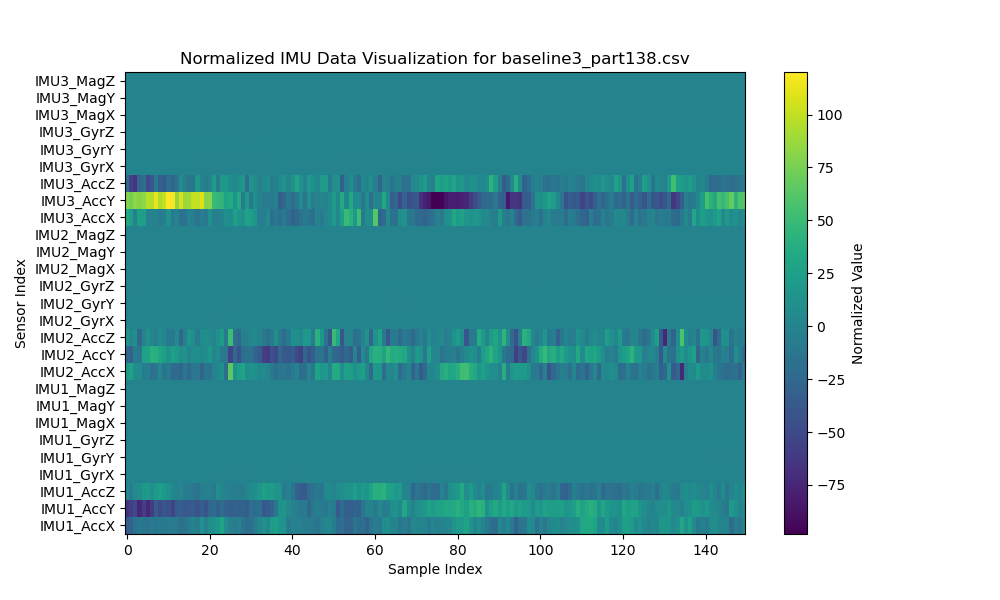 Normalized IMU Data Visualization for baseline3_part138.csv
IMU3_MagZ
IMU3_MagY
IMU3_MagX
IMU3_GyrZ
IMU3_GyrY
IMU3_GyrX
IMU3_AccZ
IMU3_AccY
IMU3_AccX
IMU2_MagZ
IMU2_MagY
IMU2_MagX
IMU2_GyrZ
IMU2_GyrY
IMU2_GyrX
IMU2_AccZ
IMU2_AccY
IMU2_AccX
IMU1_MagZ
IMU1_MagY
IMU1_MagX
IMU1_GyrZ
IMU1_GyrY
IMU1_GyrX
IMU1_AccZ
IMU1_AccY
IMU1_AccX
Sensor Index
0 20 40 60 80 100 120 140
Sample Index
100
75
50
25
0
−25
−50
−75
Normalized Value